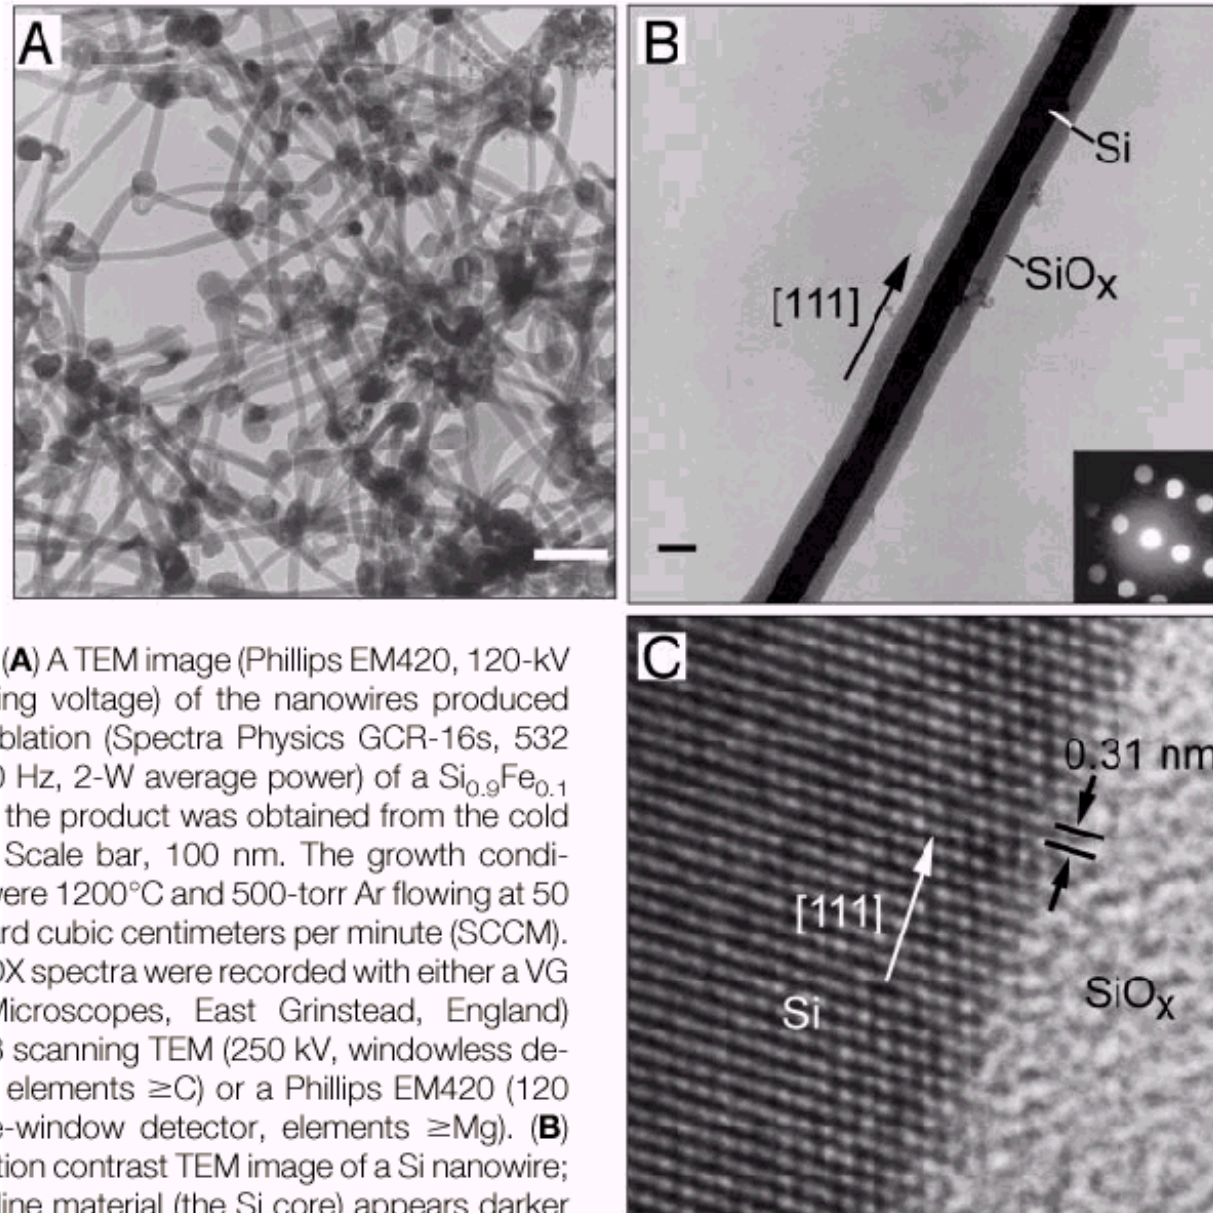 A
B
Si
SiOx
[111]
C
0.31 nm
[111]
Si
SiOx
(A) A TEM image (Phillips EM420, 120-kV
ing voltage) of the nanowires produced
blation (Spectra Physics GCR-16s, 532
0 Hz, 2-W average power) of a Si0.9Fe0.1
the product was obtained from the cold
Scale bar, 100 nm. The growth condi-
vere 1200°C and 500-torr Ar flowing at 50
ard cubic centimeters per minute (SCCM).
DX spectra were recorded with either a VG
Microscopes, East Grinstead, England)
scanning TEM (250 kV, windowless de-
elements ≥C) or a Phillips EM420 (120
e-window detector, elements ≥Mg). (B)
tion contrast TEM image of a Si nanowire;
line material (the Si core) appears darker